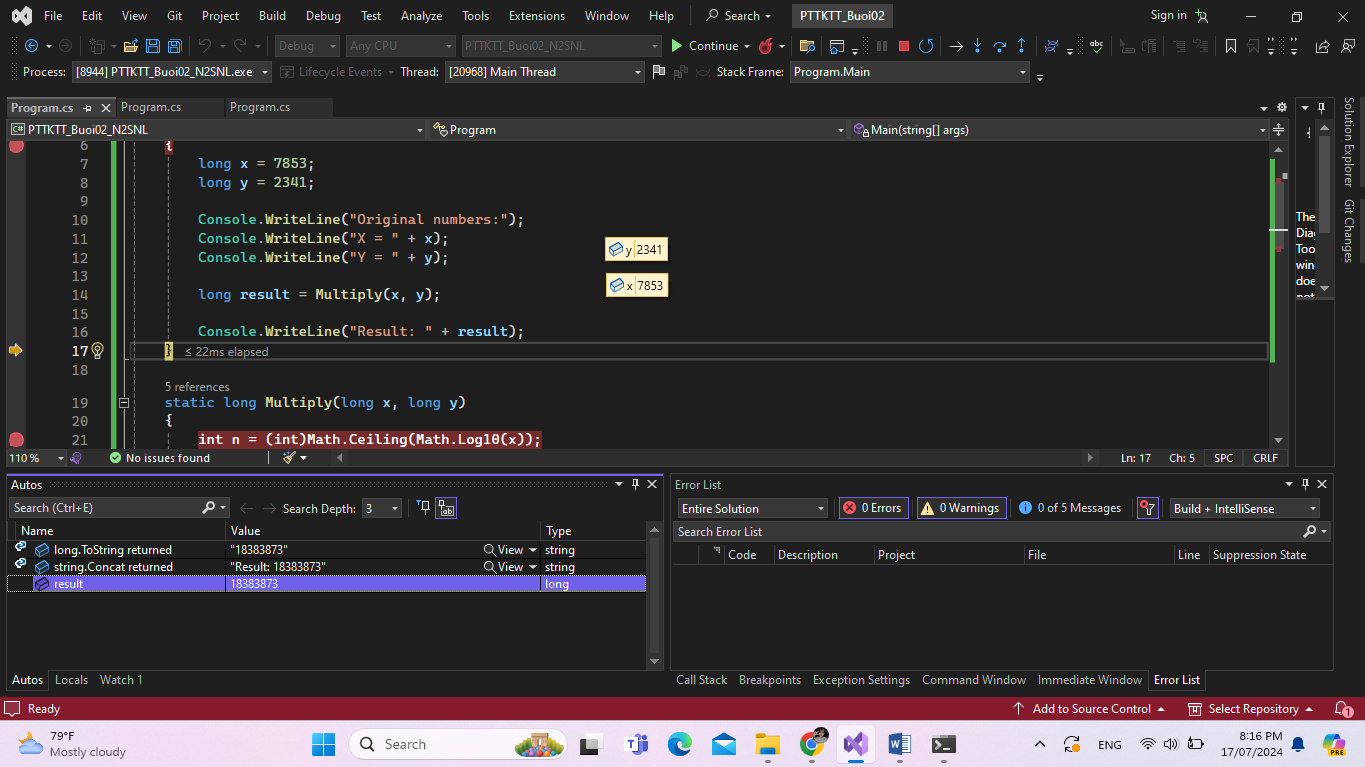 File Edit View Git Project Build Debug Test Analyze Tools Extensions Window Help Search PTTKTT_Buoi02 Sign in
Debug Any CPU PTTKTT_Buoi02_N2SNL Continue
Process: [8944] PTTKTT_Buoi02_N2SNL.exe Lifecycle Events Thread: [20968] Main Thread Stack Frame: Program.Main
Program.cs Program.cs Program.cs
C# PTTKTT_Buoi02_N2SNL Program Main(string[] args)
6 {
7 long x = 7853;
8 long y = 2341;
9
10 Console.WriteLine("Original numbers:");
11 Console.WriteLine("X = " + x);
12 Console.WriteLine("Y = " + y);
13
14 long result = Multiply(x, y);
15
16 Console.WriteLine("Result: " + result);
17 } ≤ 22ms elapsed
18
5 references
19 static long Multiply(long x, long y)
20 {
21 int n = (int)Math.Ceiling(Math.Log10(x));
y 2341
x 7853
The
Diag
Too
win
doe
not
Solution Explorer
Git Changes
110 % No issues found Ln: 17 Ch: 5 SPC CRLF
Autos
Search (Ctrl+E) Search Depth: 3
Name Value Type
long.ToString returned "18383873" View string
string.Concat returned "Result: 18383873" View string
result 18383873 long
Autos Locals Watch 1
Error List
Entire Solution 0 Errors 0 Warnings 0 of 5 Messages Build + IntelliSense
Search Error List
Code Description Project File Line Suppression State
Call Stack Breakpoints Exception Settings Command Window Immediate Window Error List
Ready Add to Source Control Select Repository 1
79°F
Mostly cloudy
Search
ENG
8:16 PM
17/07/2024
PRE